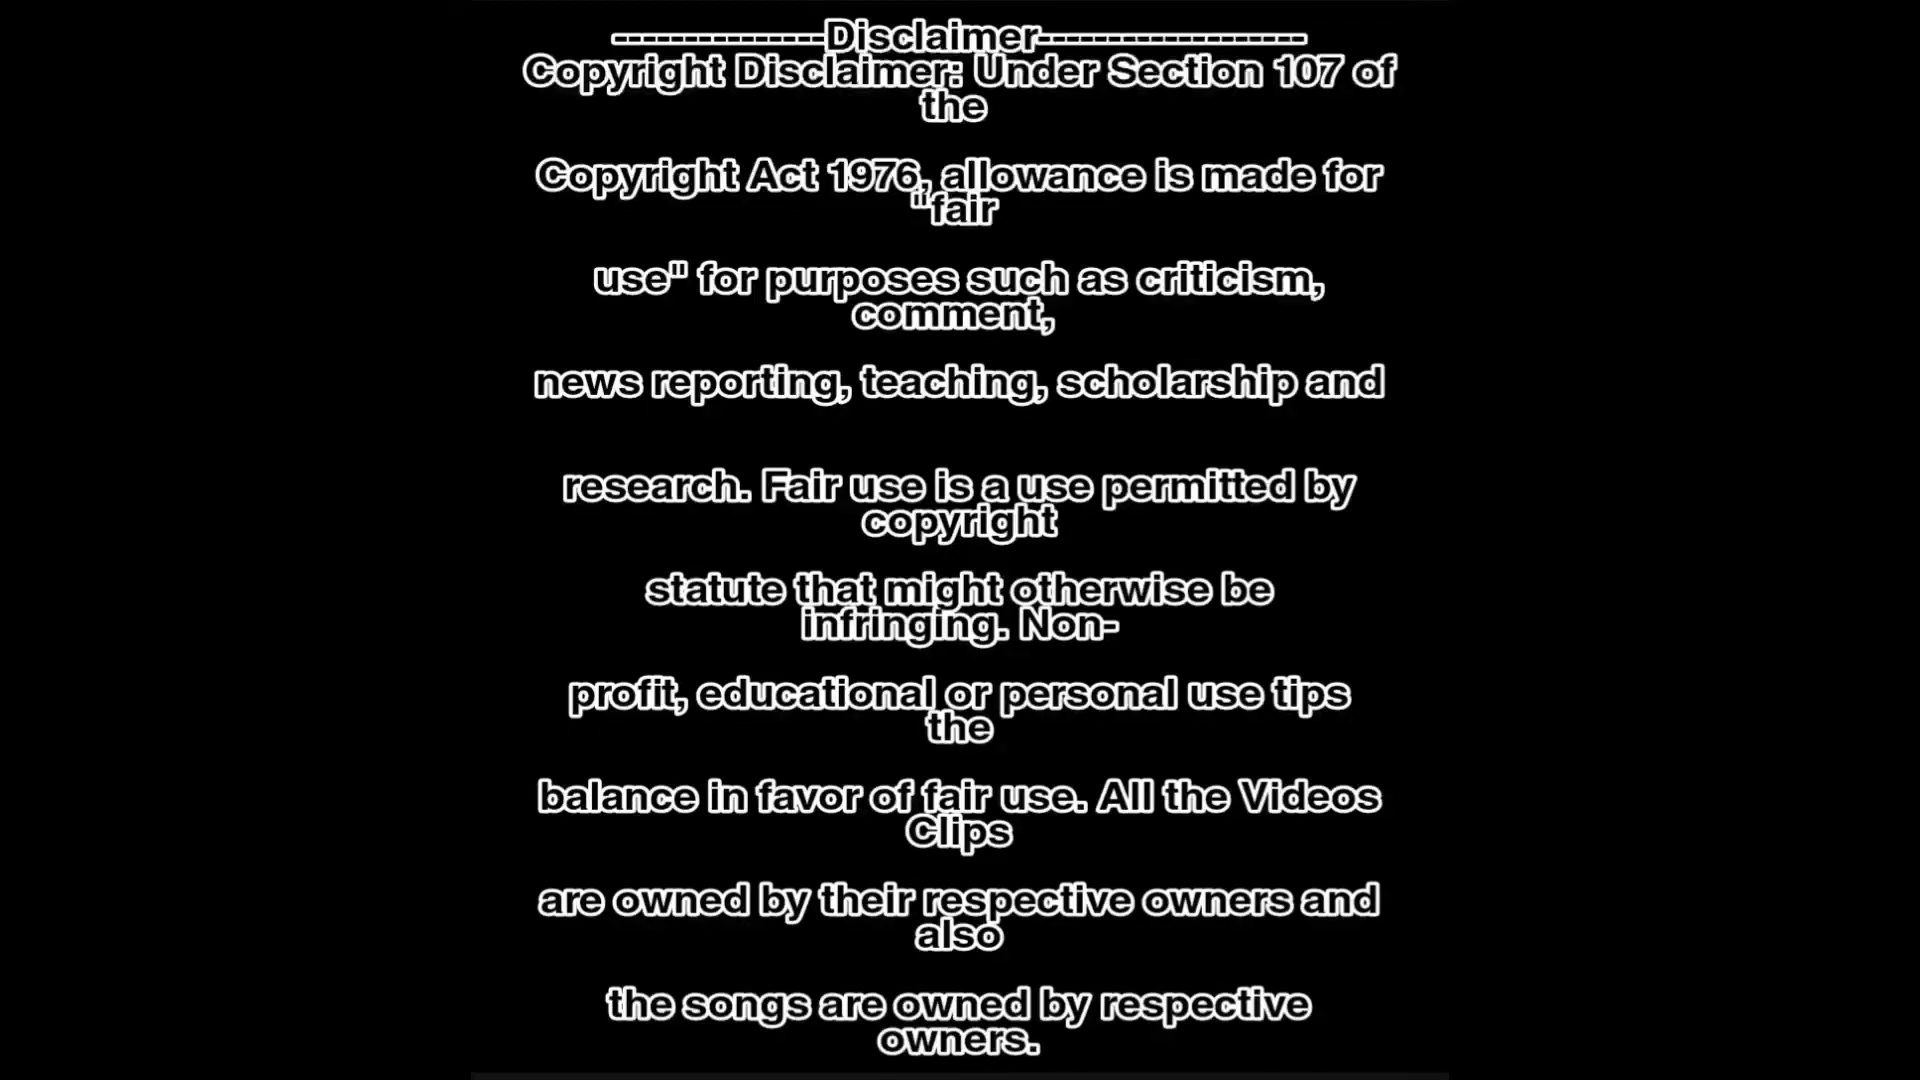 ---------------Disclaimer-------------------
Copyright Disclaimer: Under Section 107 of
the
Copyright Act 1976, allowance is made for
"fair
use" for purposes such as criticism,
comment,
news reporting, teaching, scholarship and
research. Fair use is a use permitted by
copyright
statute that might otherwise be
infringing. Non-
profit, educational or personal use tips
the
balance in favor of fair use. All the Videos
Clips
are owned by their respective owners and
also
the songs are owned by respective
owners.